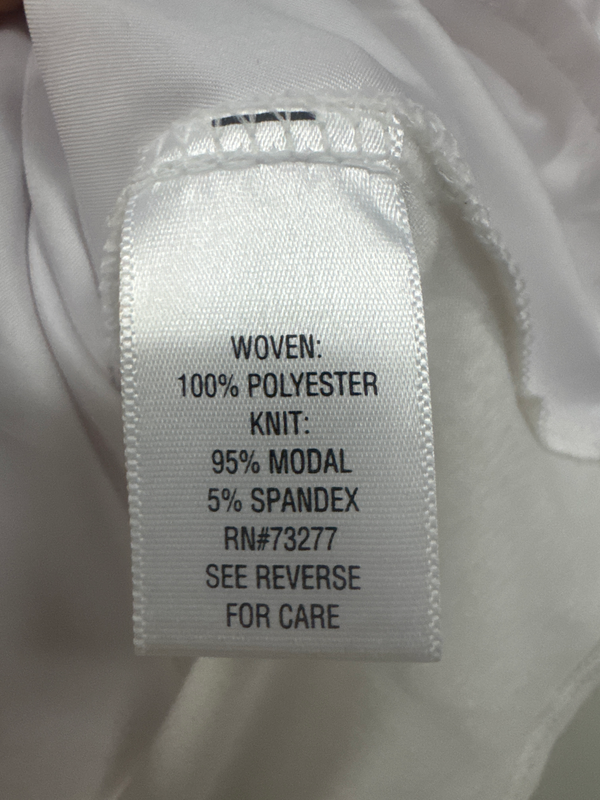 WOVEN:
100% POLYESTER
KNIT:
95% MODAL
5% SPANDEX
RN#73277
SEE REVERSE
FOR CARE